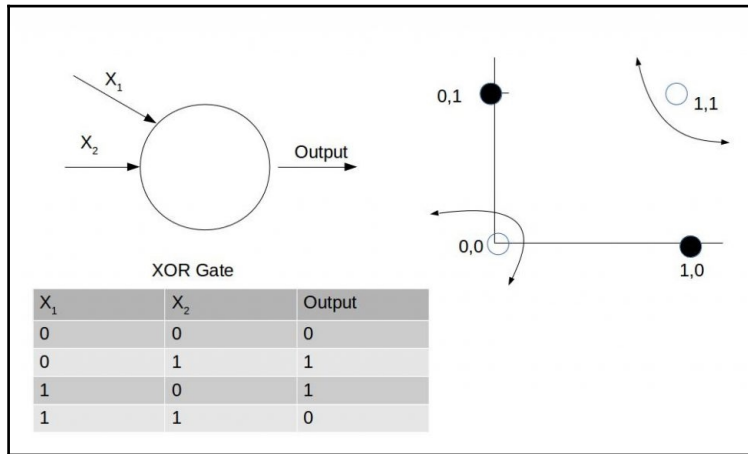 X₁
X₂
Output
XOR Gate
X₁ X₂ Output
0 0 0
0 1 1
1 0 1
1 1 0
0,1
1,1
0,0
1,0